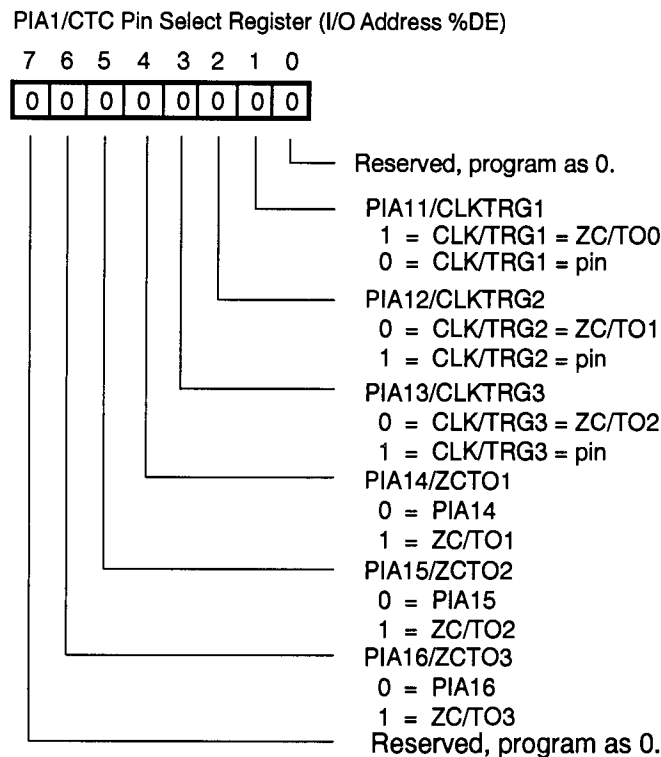 PIA1/CTC Pin Select Register (I/O Address %DE)
7 6 5 4 3 2 1 0
0 0 0 0 0 0 0 0
Reserved, program as 0.
PIA11/CLKTRG1
1 = CLK/TRG1 = ZC/TO0
0 = CLK/TRG1 = pin
PIA12/CLKTRG2
0 = CLK/TRG2 = ZC/TO1
1 = CLK/TRG2 = pin
PIA13/CLKTRG3
0 = CLK/TRG3 = ZC/TO2
1 = CLK/TRG3 = pin
PIA14/ZCTO1
0 = PIA14
1 = ZC/TO1
PIA15/ZCTO2
0 = PIA15
1 = ZC/TO2
PIA16/ZCTO3
0 = PIA16
1 = ZC/TO3
Reserved, program as 0.